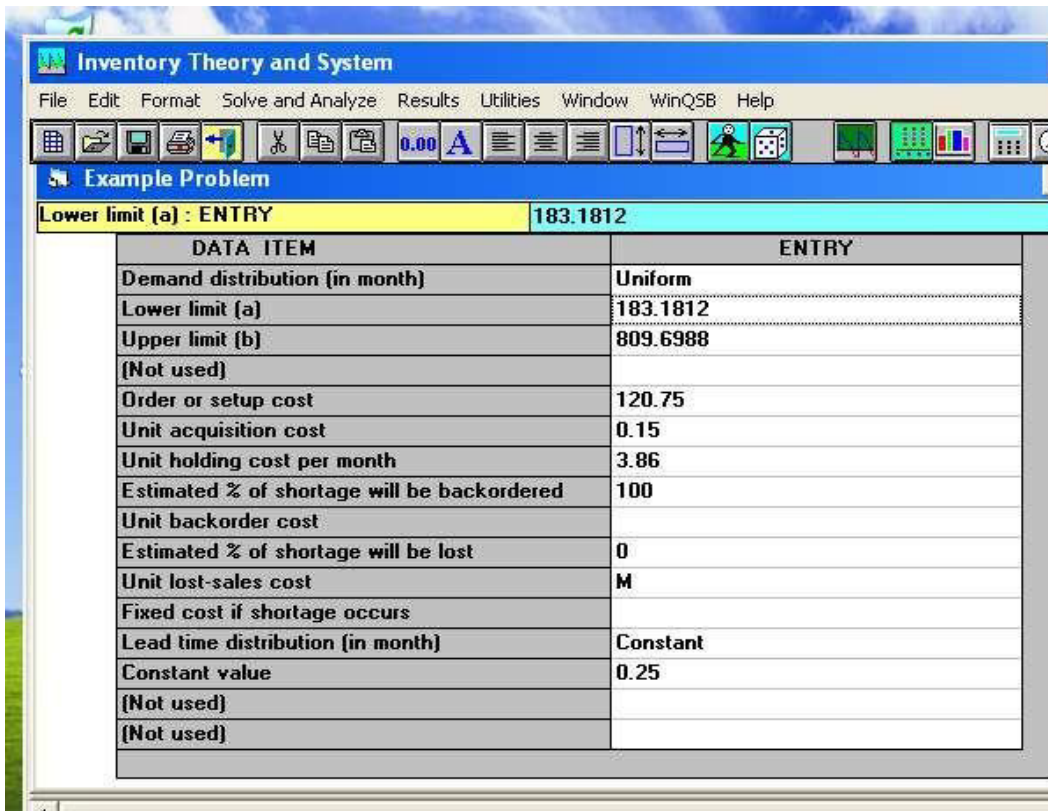 Inventory Theory and System
File Edit Format Solve and Analyze Results Utilities Window WinQSB Help
0.00 A
Example Problem
Lower limit (a) : ENTRY 183.1812
DATA ITEM ENTRY
Demand distribution (in month) Uniform
Lower limit (a) 183.1812
Upper limit (b) 809.6988
(Not used)
Order or setup cost 120.75
Unit acquisition cost 0.15
Unit holding cost per month 3.86
Estimated % of shortage will be backordered 100
Unit backorder cost
Estimated % of shortage will be lost 0
Unit lost-sales cost M
Fixed cost if shortage occurs
Lead time distribution (in month) Constant
Constant value 0.25
(Not used)
(Not used)